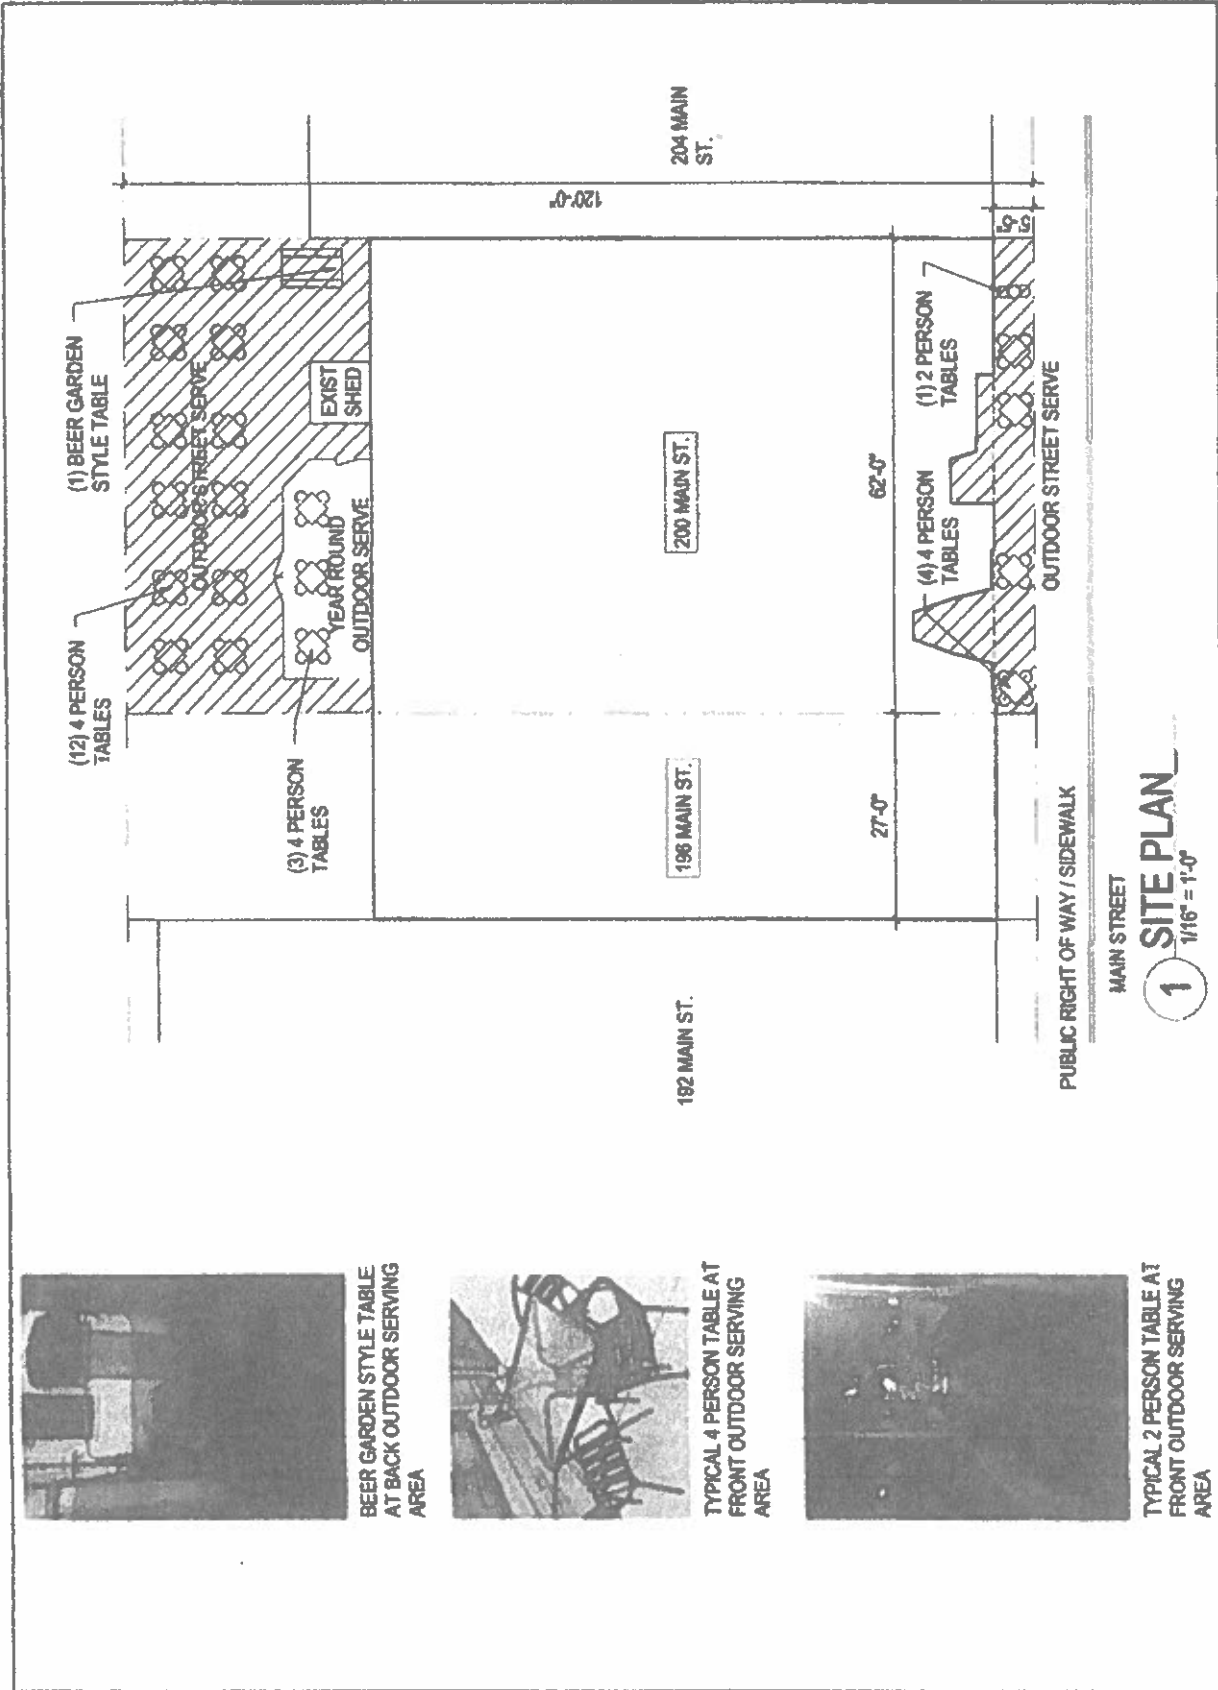 BEER GARDEN STYLE TABLE
AT BACK OUTDOOR SERVING
AREA
TYPICAL 4 PERSON TABLE AT
FRONT OUTDOOR SERVING
AREA
TYPICAL 2 PERSON TABLE AT
FRONT OUTDOOR SERVING
AREA
(12) 4 PERSON
TABLES
(1) BEER GARDEN
STYLE TABLE
OUTDOOR STREET SERVE
(3) 4 PERSON
TABLES
YEAR ROUND
OUTDOOR SERVE
EXIST
SHED
120'-0"
192 MAIN ST.
196 MAIN ST.
200 MAIN ST.
204 MAIN
ST.
27'-0"
62'-0"
(4) 4 PERSON
TABLES
(1) 2 PERSON
TABLES
5'-5"
OUTDOOR STREET SERVE
PUBLIC RIGHT OF WAY / SIDEWALK
MAIN STREET
1 SITE PLAN
1/16" = 1'-0"